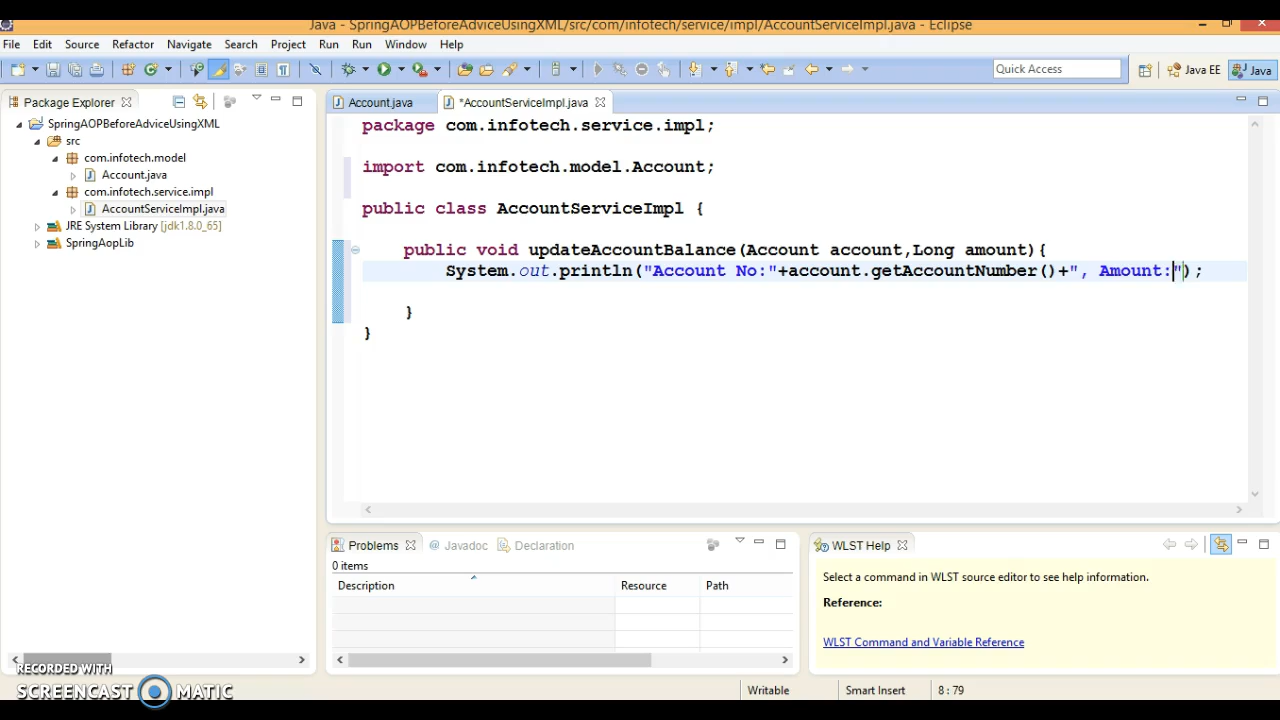 Java - SpringAOPBeforeAdviceUsingXML/src/com/infotech/service/impl/AccountServiceImpl.java - Eclipse
File Edit Source Refactor Navigate Search Project Run Run Window Help
Quick Access Java EE Java
Package Explorer
SpringAOPBeforeAdviceUsingXML
src
com.infotech.model
Account.java
com.infotech.service.impl
AccountServiceImpl.java
JRE System Library [jdk1.8.0_65]
SpringAopLib
Account.java *AccountServiceImpl.java
package com.infotech.service.impl;
import com.infotech.model.Account;
public class AccountServiceImpl {
public void updateAccountBalance(Account account,Long amount){
System.out.println("Account No:"+account.getAccountNumber()+", Amount:");
}
}
Problems Javadoc Declaration
0 items
Description Resource Path
WLST Help
Select a command in WLST source editor to see help information.
Reference:
WLST Command and Variable Reference
RECORDED WITH
SCREENCAST MATIC
Writable Smart Insert 8 : 79